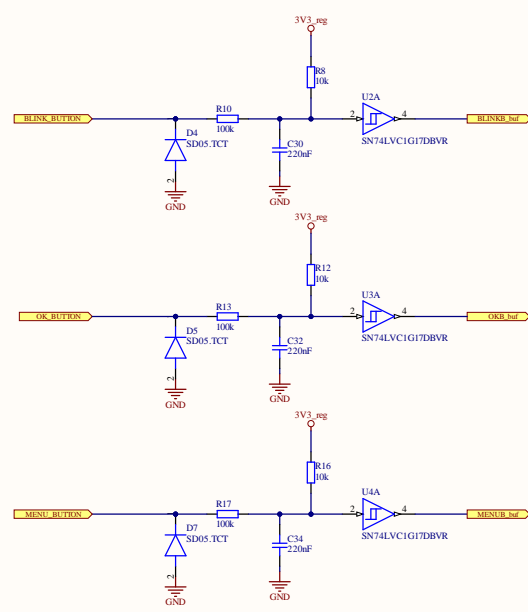 3V3_reg
R8
10k
U2A
R10
BLINK_BUTTON
2
4
BLINKB_buf
100k
D4
SD05.TCT
C30
220nF
SN74LVC1G17DBVR
2
GND
GND
3V3_reg
R12
10k
U3A
R13
OK_BUTTON
2
4
OKB_buf
100k
D5
SD05.TCT
C32
220nF
SN74LVC1G17DBVR
2
GND
GND
3V3_reg
R16
10k
U4A
R17
MENU_BUTTON
2
4
MENUB_buf
100k
D7
SD05.TCT
C34
220nF
SN74LVC1G17DBVR
2
GND
GND